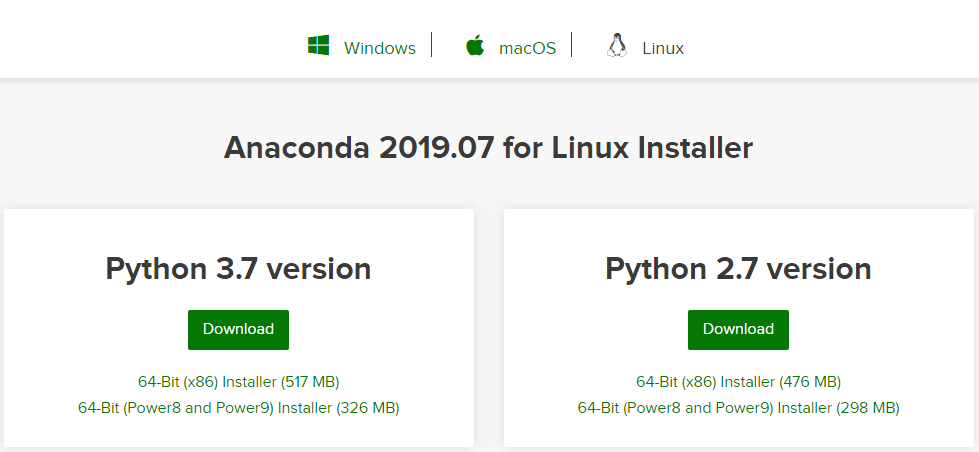 Windows
macOS
Linux
Anaconda 2019.07 for Linux Installer
Python 3.7 version
Download
64-Bit (x86) Installer (517 MB)
64-Bit (Power8 and Power9) Installer (326 MB)
Python 2.7 version
Download
64-Bit (x86) Installer (476 MB)
64-Bit (Power8 and Power9) Installer (298 MB)